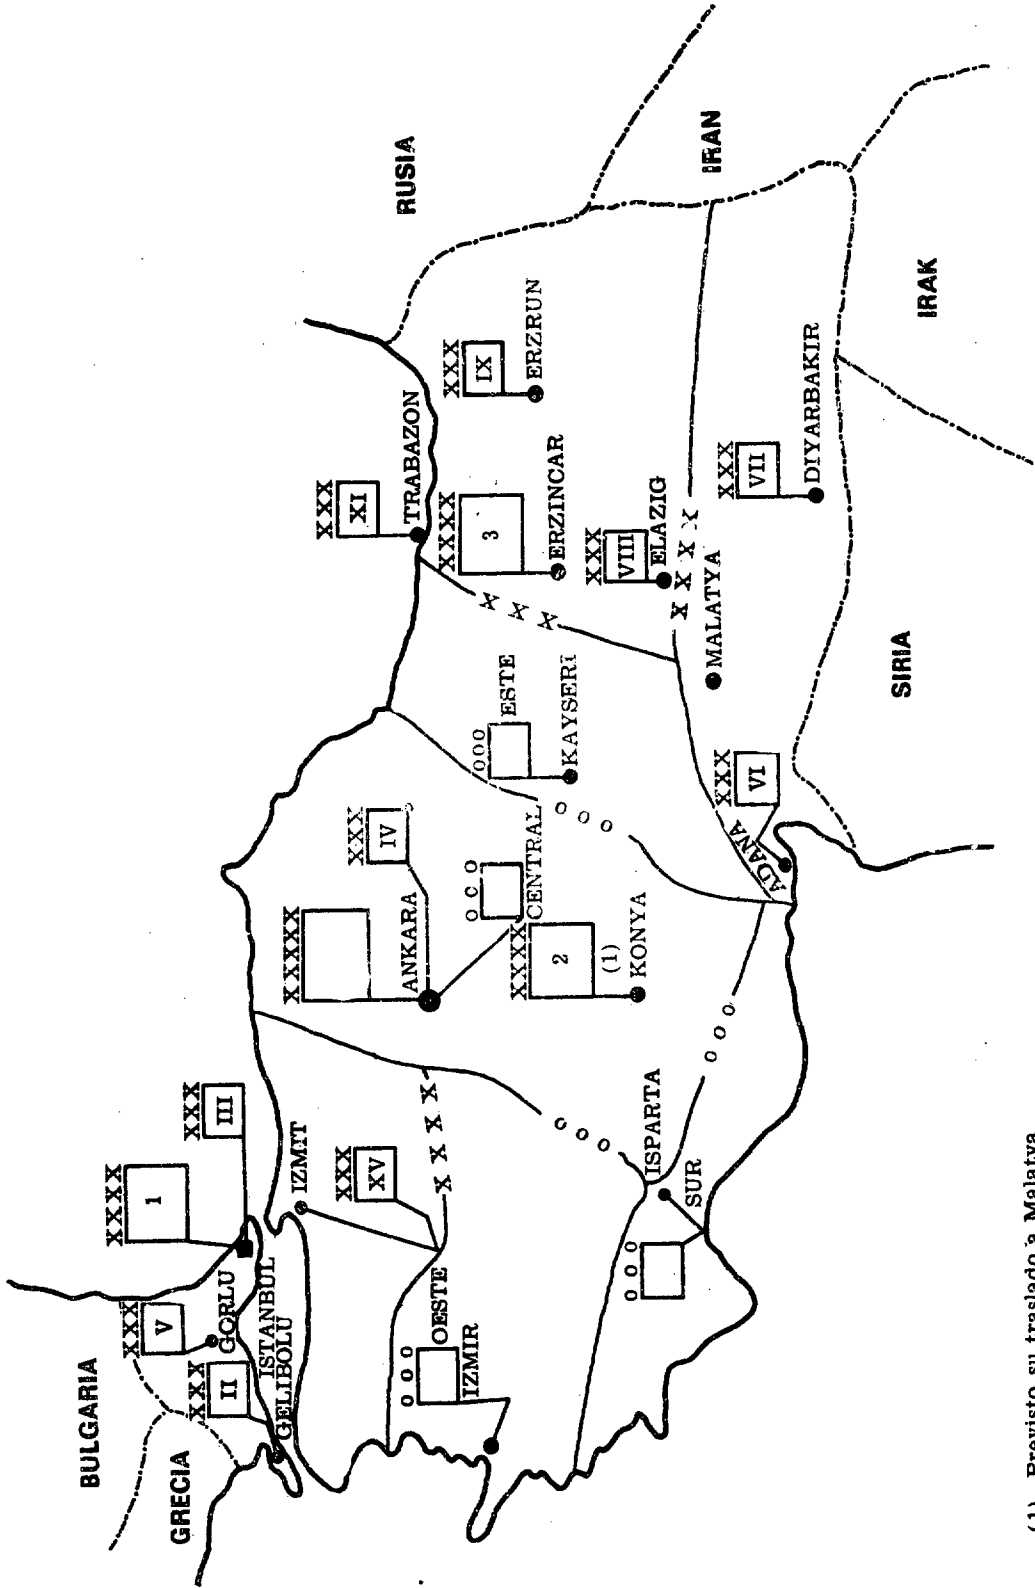 BULGARIA
GRECIA
RUSIA
IRAN
IRAK
SIRIA
XXX
V
GORLU
XXX
II
GELIBOLU
ISTANBUL
XXXX
1
XXX
III
IZMIT
XXX
XV
X X X X
OOO
OESTE
IZMIR
OOO
SUR
ISPARTA
O O O
O O O
XXXXX
ANKARA
XXX
IV
O O O
CENTRAL
XXXX
2
(1)
KONYA
O O O
OOO
ESTE
KAYSERI
XXX
XI
TRABAZON
XXXX
3
ERZINCAR
XXX
IX
ERZRUN
X X X
XXX
VIII
ELAZIG
X X X X
MALATYA
XXX
VII
DIYARBAKIR
XXX
VI
ADANA
(1) Previsto su traslado a Malatya